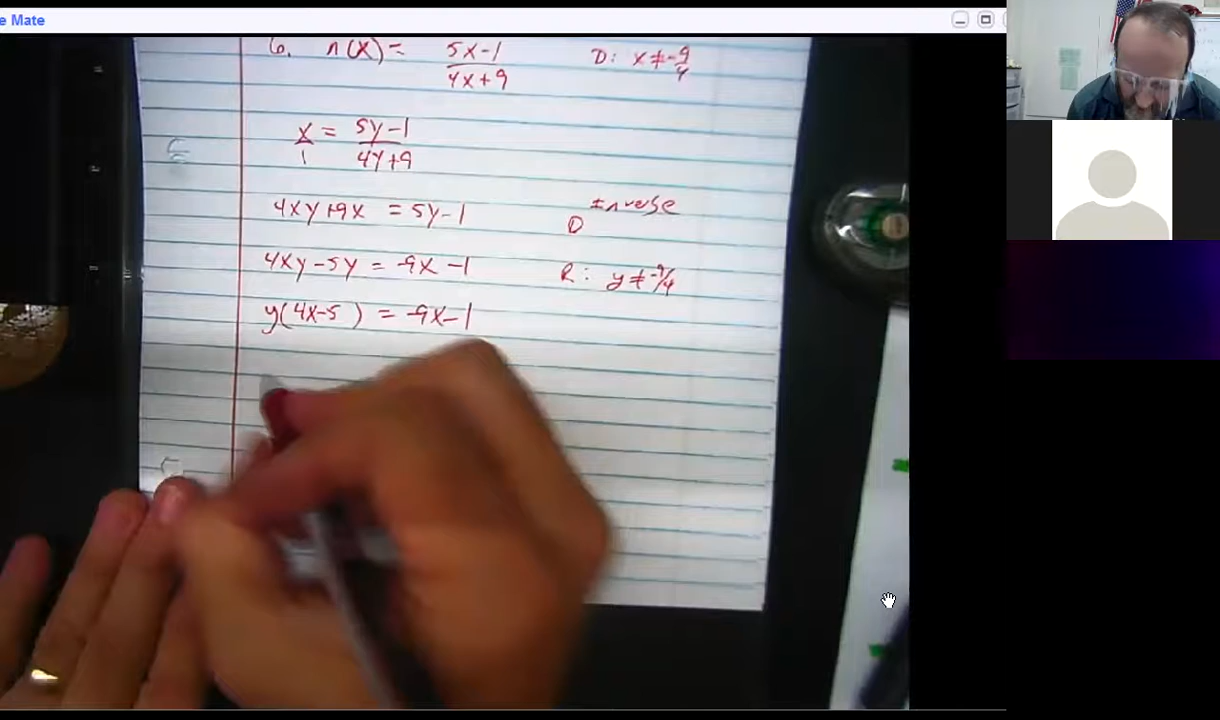 e Mate
6. n(x) = 5x-1 / 4x+9 D: x ≠ -9/4
x/1 = 5y-1 / 4y+9
4xy+9x = 5y-1
Inverse
D
4xy-5y = -9x-1
R: y ≠ -9/4
y(4x-5) = -9x-1